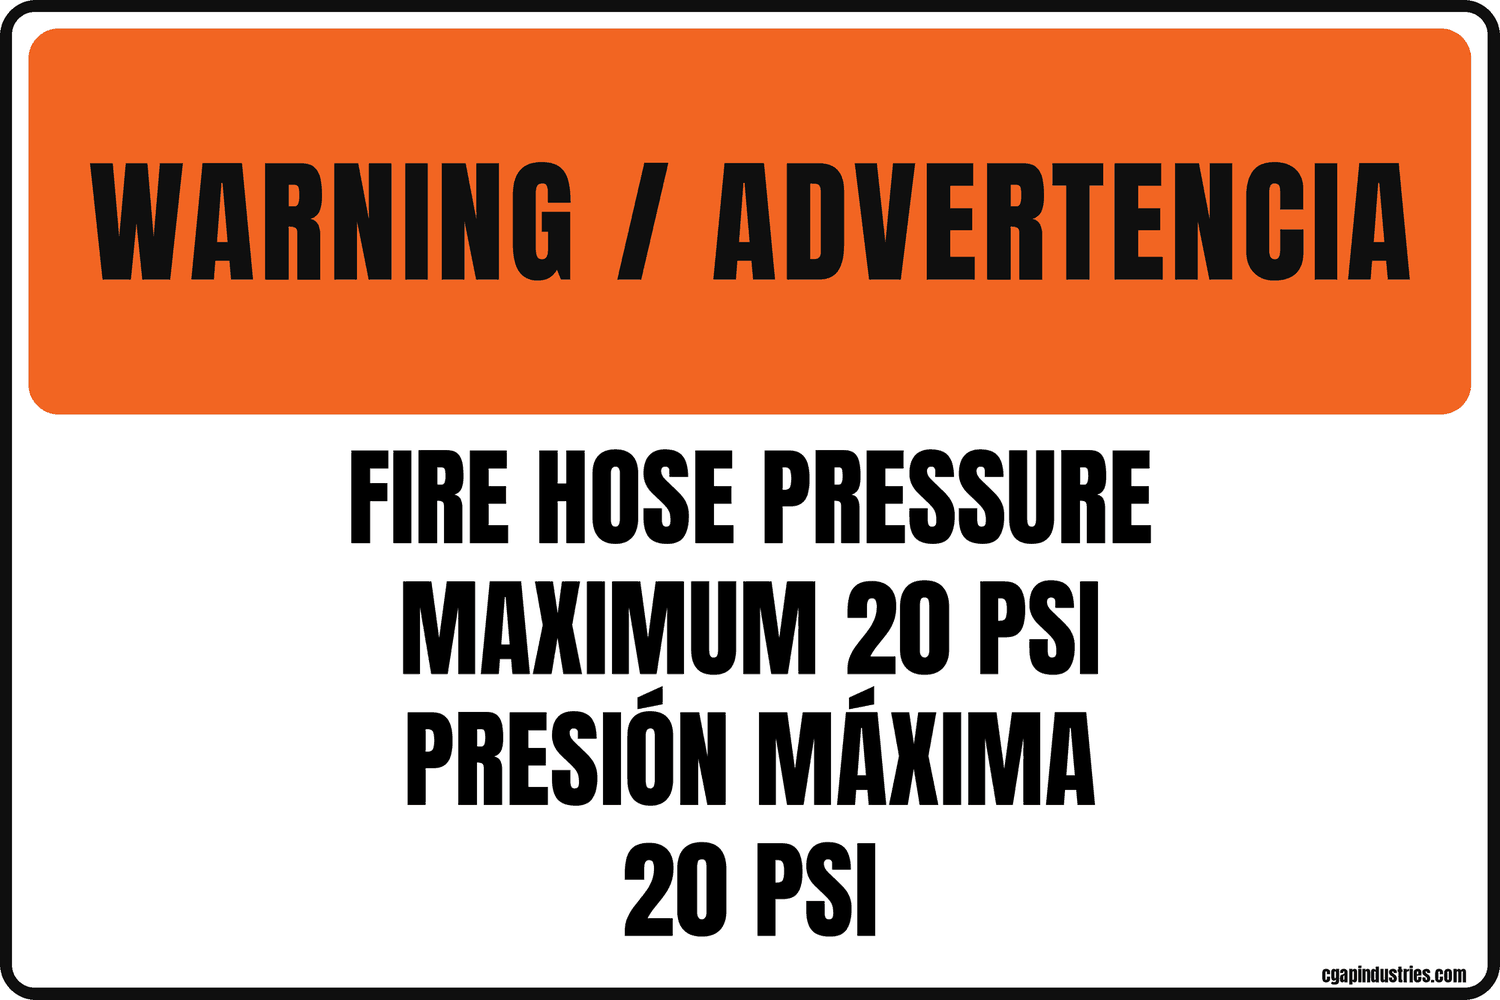 WARNING / ADVERTENCIA
FIRE HOSE PRESSURE
MAXIMUM 20 PSI
PRESIÓN MÁXIMA
20 PSI
cgapindustries.com